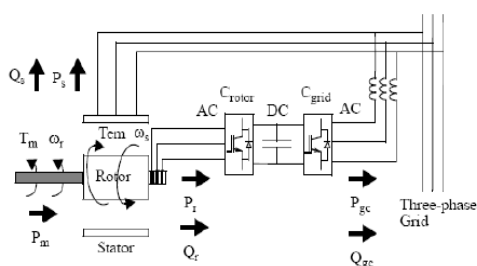 Qs
Ps
Crotor
Cgrid
AC
DC
AC
Tm
ωr
Tem
ωs
Rotor
Pm
Pr
Pgc
Three-phase
Grid
Stator
Qr
Qgc